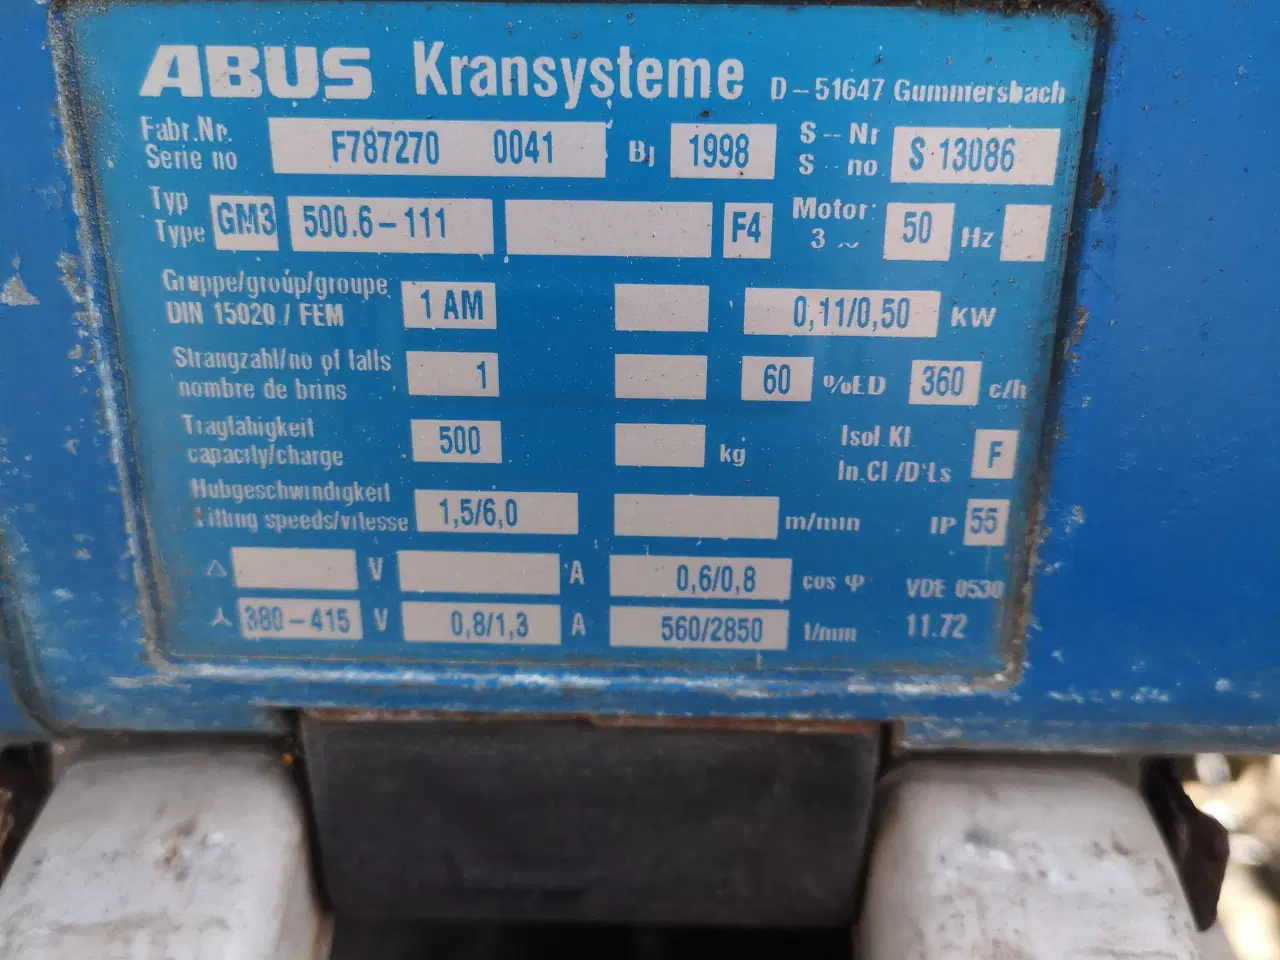 ABUS Kransysteme D-51647 Gummersbach
Fabr.Nr. F787270 0041 Bj 1998 S--Nr S 13086
Serie no S--no
Typ GM3 500.6-111 F4 Motor 50 Hz
Type 3 ~
Gruppe/group/groupe 1 AM 0,11/0,50 KW
DIN 15020 / FEM
Strangzahl/no of falls 1 60 %ED 360 c/h
nombre de brins
Tragfähigkeit 500 kg Isol Kl. F
capacity/charge In.Cl /D'Ls
Hubgeschwindigkeit 1,5/6,0 m/min IP 55
Lifting speeds/vitesse
△ V A 0,6/0,8 cos φ VDE 0530
⅄ 380-415 V 0,8/1,3 A 560/2850 1/min 11.72